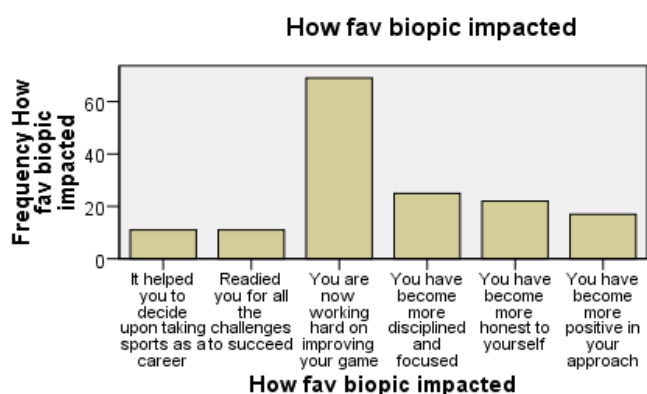 How fav biopic impacted
Frequency How
fav biopic
impacted
60
40
20
0
It helped
you to
decide
upon taking
sports as a
career
Readied
you for all
the
challenges
to succeed
You are
now
working
hard on
improving
your game
You have
become
more
disciplined
and
focused
You have
become
more
honest to
yourself
You have
become
more
positive in
your
approach
How fav biopic impacted